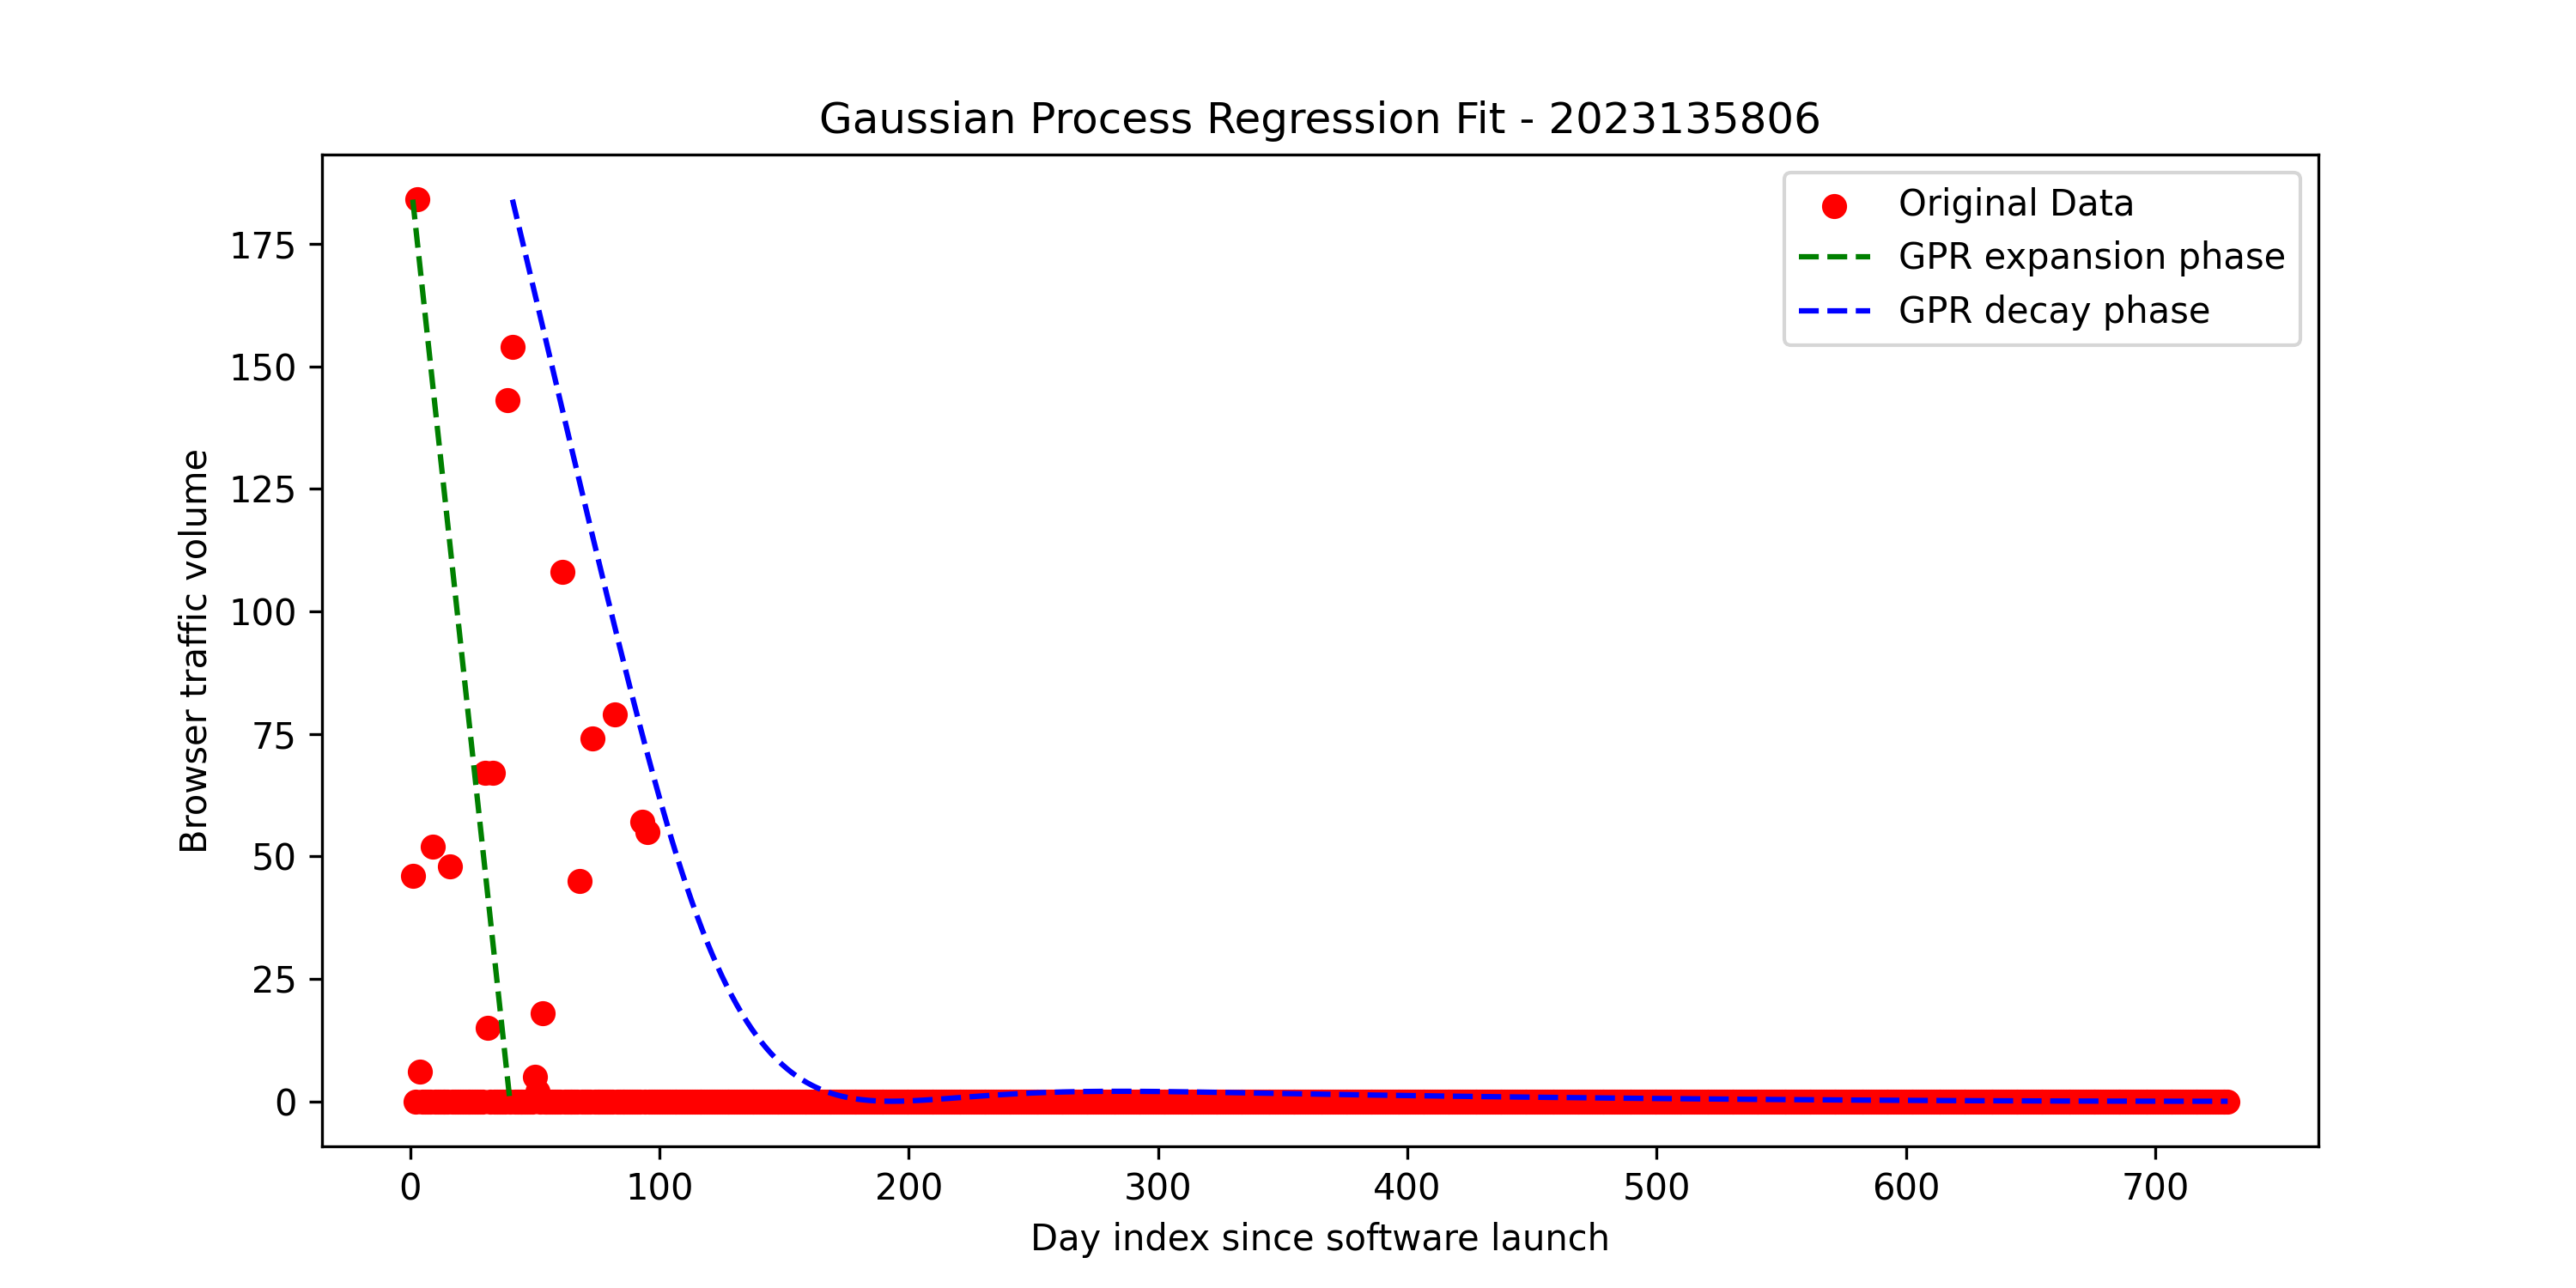 Gaussian Process Regression Fit - 2023135806
Original Data
GPR expansion phase
GPR decay phase
Browser traffic volume
175
150
125
100
75
50
25
0
0 100 200 300 400 500 600 700
Day index since software launch